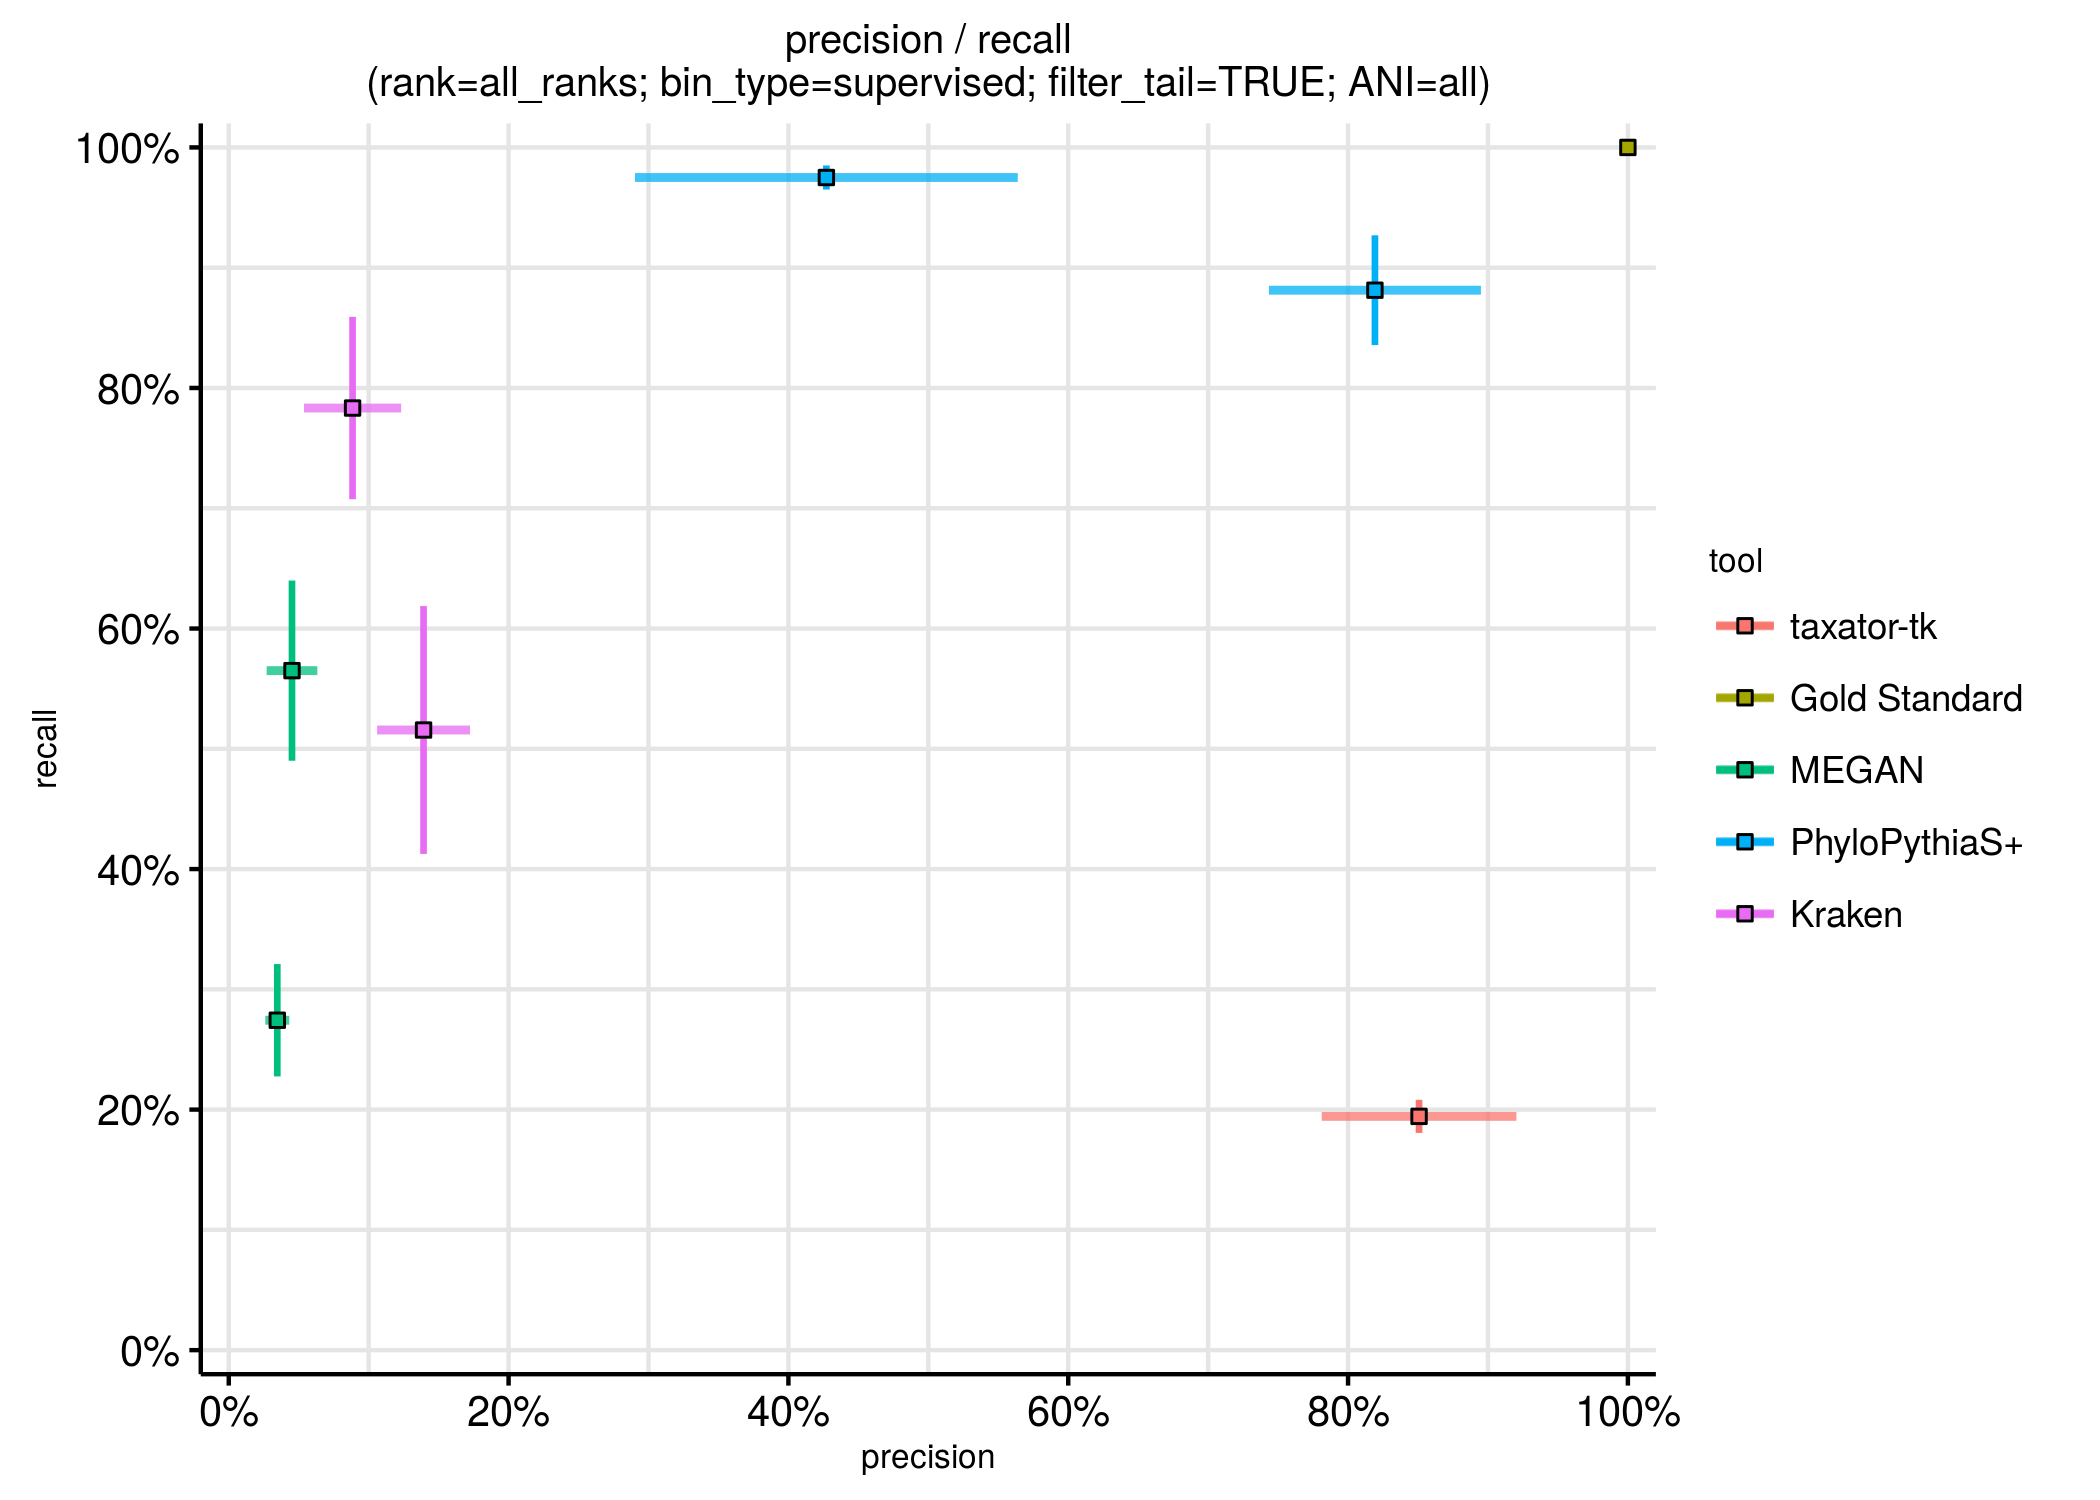 precision / recall
(rank=all_ranks; bin_type=supervised; filter_tail=TRUE; ANI=all)
100%
80%
60%
40%
20%
0%
recall
0%
20%
40%
60%
80%
100%
precision
tool
taxator-tk
Gold Standard
MEGAN
PhyloPythiaS+
Kraken